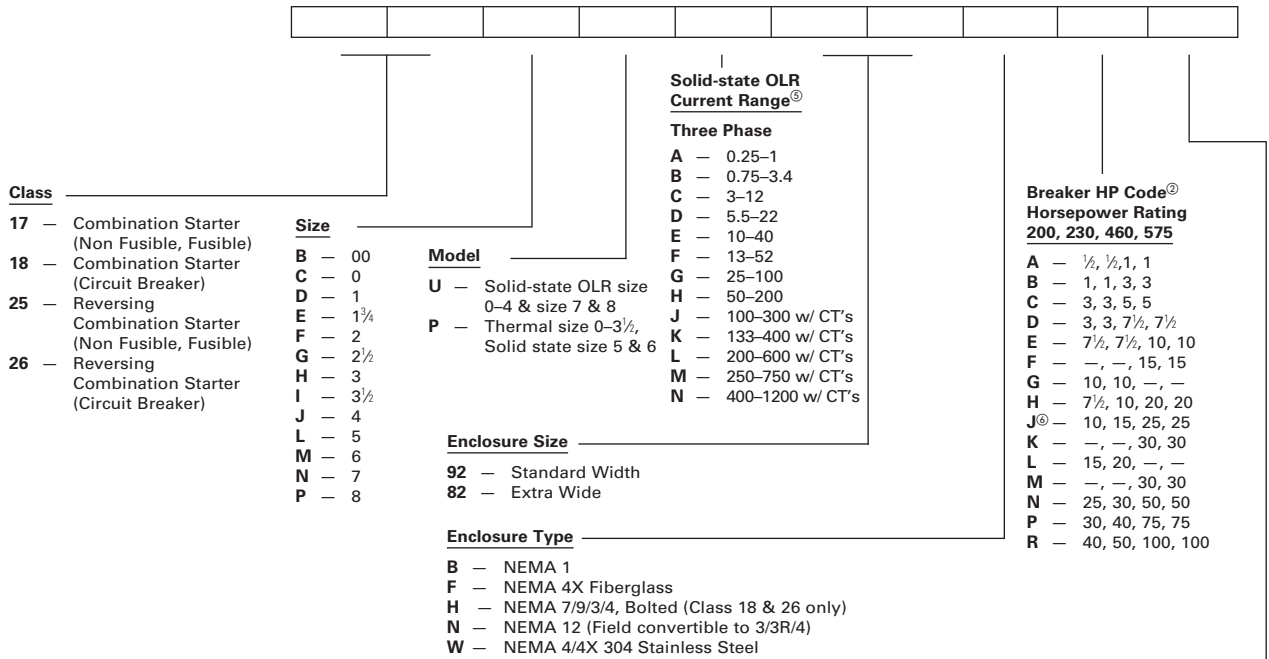 Solid-state OLR
Current Range⑤
Three Phase
A — 0.25–1
B — 0.75–3.4
C — 3–12
D — 5.5–22
E — 10–40
F — 13–52
G — 25–100
H — 50–200
J — 100–300 w/ CT's
K — 133–400 w/ CT's
L — 200–600 w/ CT's
M — 250–750 w/ CT's
N — 400–1200 w/ CT's
Class
17 — Combination Starter
(Non Fusible, Fusible)
18 — Combination Starter
(Circuit Breaker)
25 — Reversing
Combination Starter
(Non Fusible, Fusible)
26 — Reversing
Combination Starter
(Circuit Breaker)
Size
B — 00
C — 0
D — 1
E — 1¾
F — 2
G — 2½
H — 3
I — 3½
J — 4
L — 5
M — 6
N — 7
P — 8
Model
U — Solid-state OLR size
0–4 & size 7 & 8
P — Thermal size 0–3½,
Solid state size 5 & 6
Breaker HP Code②
Horsepower Rating
200, 230, 460, 575
A — ½, ½,1, 1
B — 1, 1, 3, 3
C — 3, 3, 5, 5
D — 3, 3, 7½, 7½
E — 7½, 7½, 10, 10
F — –, –, 15, 15
G — 10, 10, –, –
H — 7½, 10, 20, 20
J⑥ — 10, 15, 25, 25
K — –, –, 30, 30
L — 15, 20, –, –
M — –, –, 30, 30
N — 25, 30, 50, 50
P — 30, 40, 75, 75
R — 40, 50, 100, 100
Enclosure Size
92 — Standard Width
82 — Extra Wide
Enclosure Type
B — NEMA 1
F — NEMA 4X Fiberglass
H — NEMA 7/9/3/4, Bolted (Class 18 & 26 only)
N — NEMA 12 (Field convertible to 3/3R/4)
W — NEMA 4/4X 304 Stainless Steel